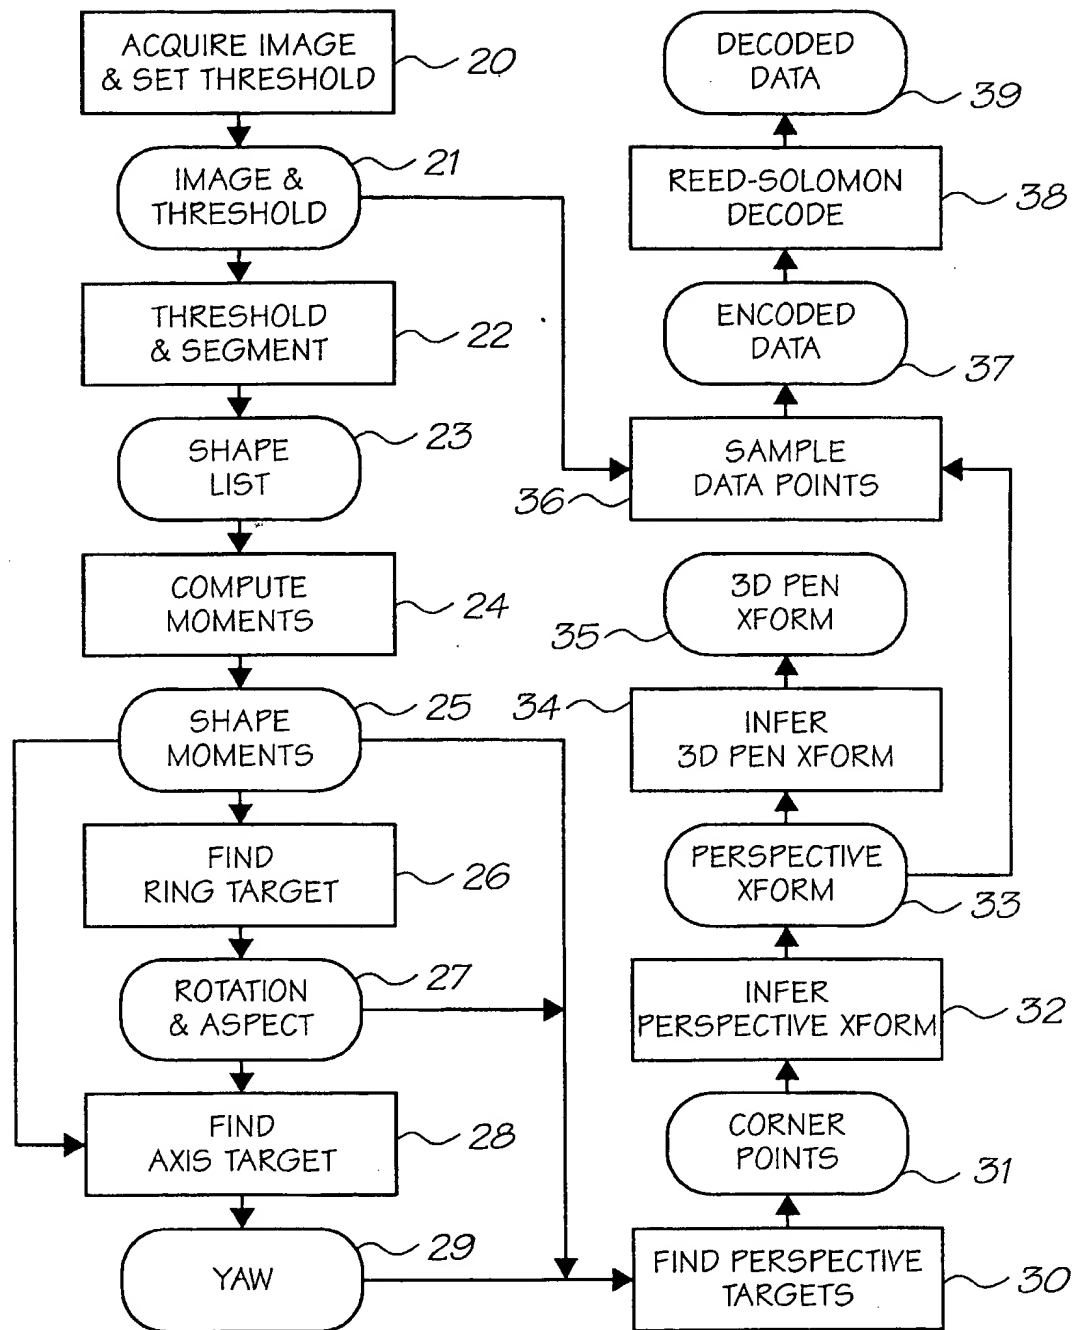 ACQUIRE IMAGE
& SET THRESHOLD
20
IMAGE &
THRESHOLD
21
THRESHOLD
& SEGMENT
22
SHAPE
LIST
23
COMPUTE
MOMENTS
24
SHAPE
MOMENTS
25
FIND
RING TARGET
26
ROTATION
& ASPECT
27
FIND
AXIS TARGET
28
YAW
29
DECODED
DATA
39
REED-SOLOMON
DECODE
38
ENCODED
DATA
37
SAMPLE
DATA POINTS
36
3D PEN
XFORM
35
34
INFER
3D PEN XFORM
PERSPECTIVE
XFORM
33
INFER
PERSPECTIVE XFORM
32
CORNER
POINTS
31
FIND PERSPECTIVE
TARGETS
30